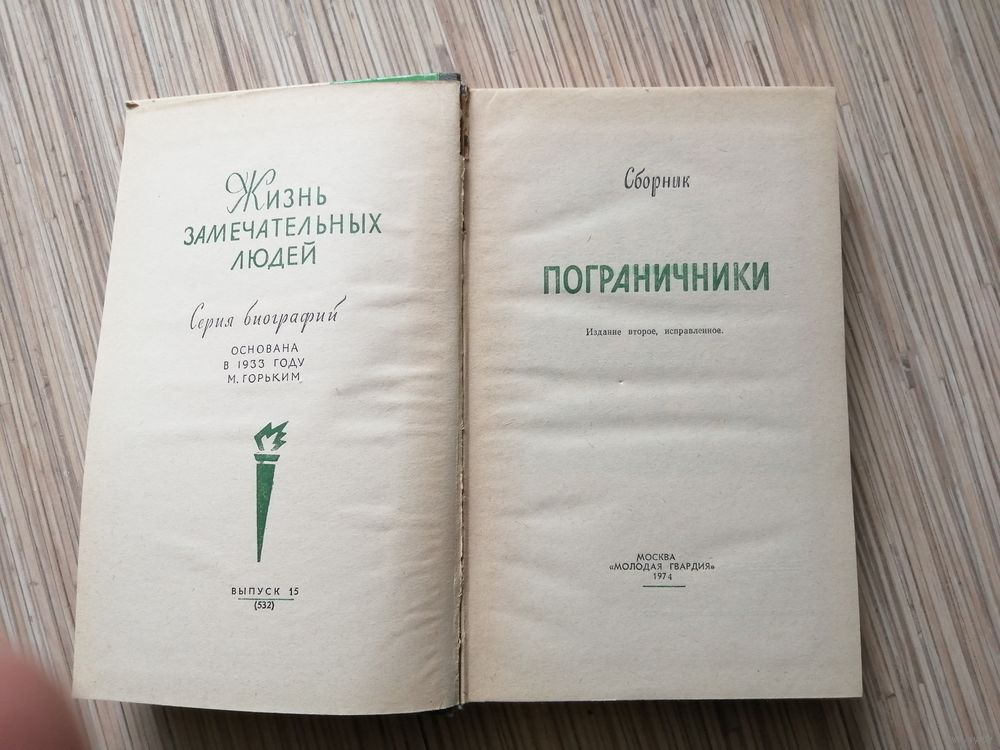 Жизнь
ЗАМЕЧАТЕЛЬНЫХ
ЛЮДЕЙ
Серия биографий
ОСНОВАНА
В 1933 ГОДУ
М. ГОРЬКИМ
ВЫПУСК 15
(532)
Сборник
ПОГРАНИЧНИКИ
Издание второе, исправленное.
МОСКВА
«МОЛОДАЯ ГВАРДИЯ»
1974